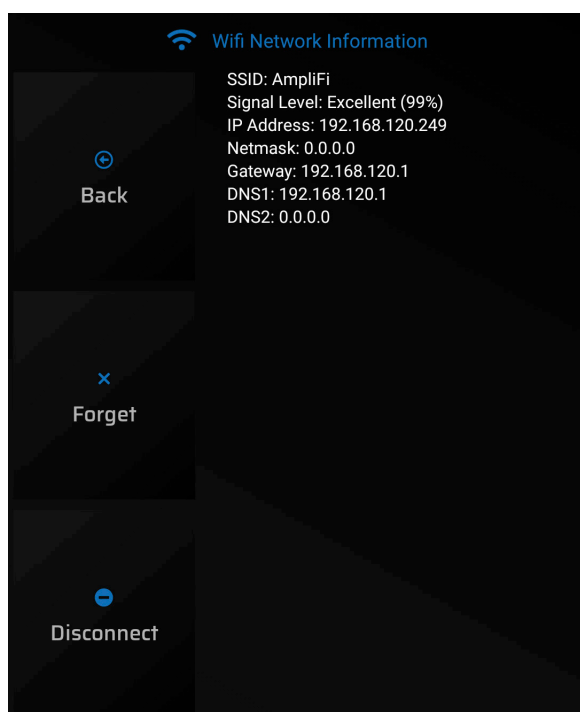 Wifi Network Information
SSID: AmpliFi
Signal Level: Excellent (99%)
IP Address: 192.168.120.249
Netmask: 0.0.0.0
Gateway: 192.168.120.1
DNS1: 192.168.120.1
DNS2: 0.0.0.0
Back
Forget
Disconnect